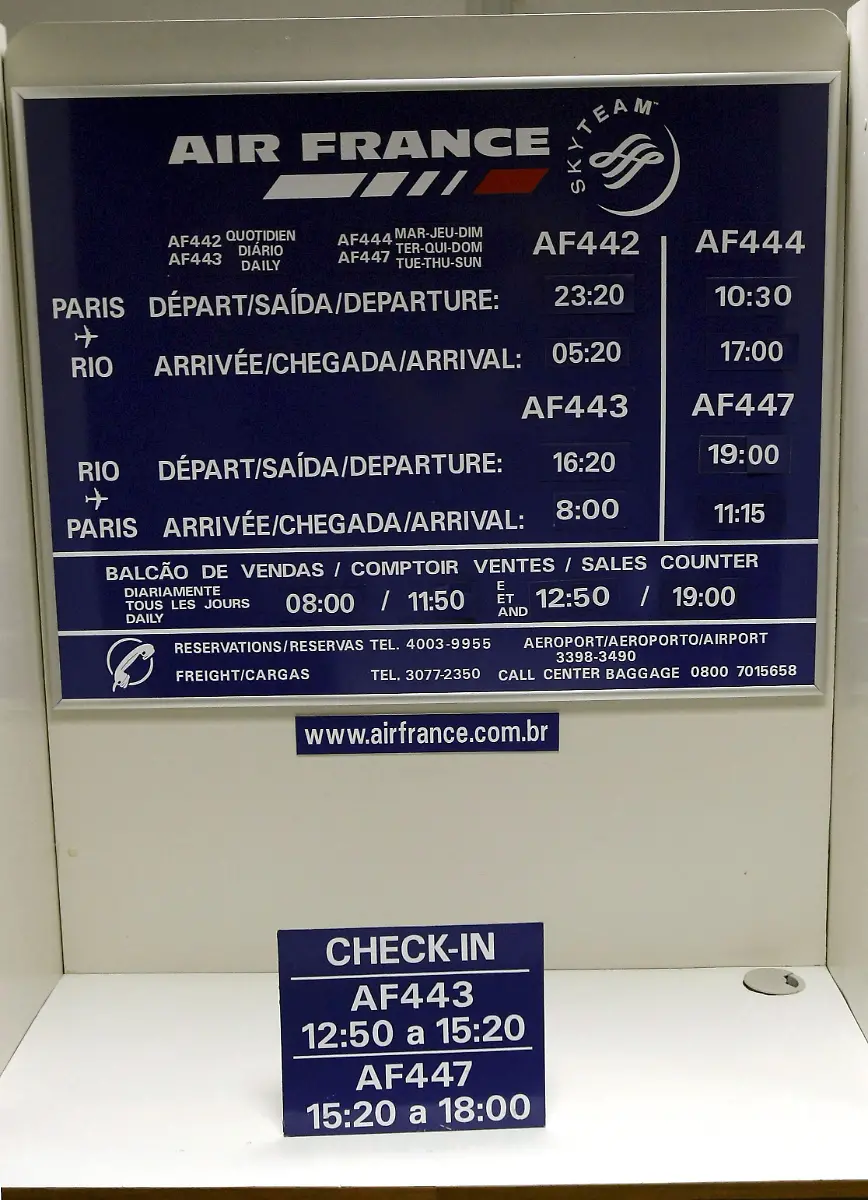 AIR FRANCE
SKYTEAM™
AF442 QUOTIDIEN
AF443 DIÁRIO
DAILY
AF444 MAR-JEU-DIM
AF447 TER-QUI-DOM
TUE-THU-SUN
AF442 AF444
PARIS DÉPART/SAÍDA/DEPARTURE: 23:20 10:30
RIO ARRIVÉE/CHEGADA/ARRIVAL: 05:20 17:00
AF443 AF447
RIO DÉPART/SAÍDA/DEPARTURE: 16:20 19:00
PARIS ARRIVÉE/CHEGADA/ARRIVAL: 8:00 11:15
BALCÃO DE VENDAS / COMPTOIR VENTES / SALES COUNTER
DIARIAMENTE
TOUS LES JOURS
DAILY
08:00 / 11:50
E
ET
AND
12:50 / 19:00
RESERVATIONS/RESERVAS TEL. 4003-9955
AEROPORT/AEROPORTO/AIRPORT
3398-3490
FREIGHT/CARGAS TEL. 3077-2350
CALL CENTER BAGGAGE 0800 7015658
www.airfrance.com.br
CHECK-IN
AF443
12:50 a 15:20
AF447
15:20 a 18:00